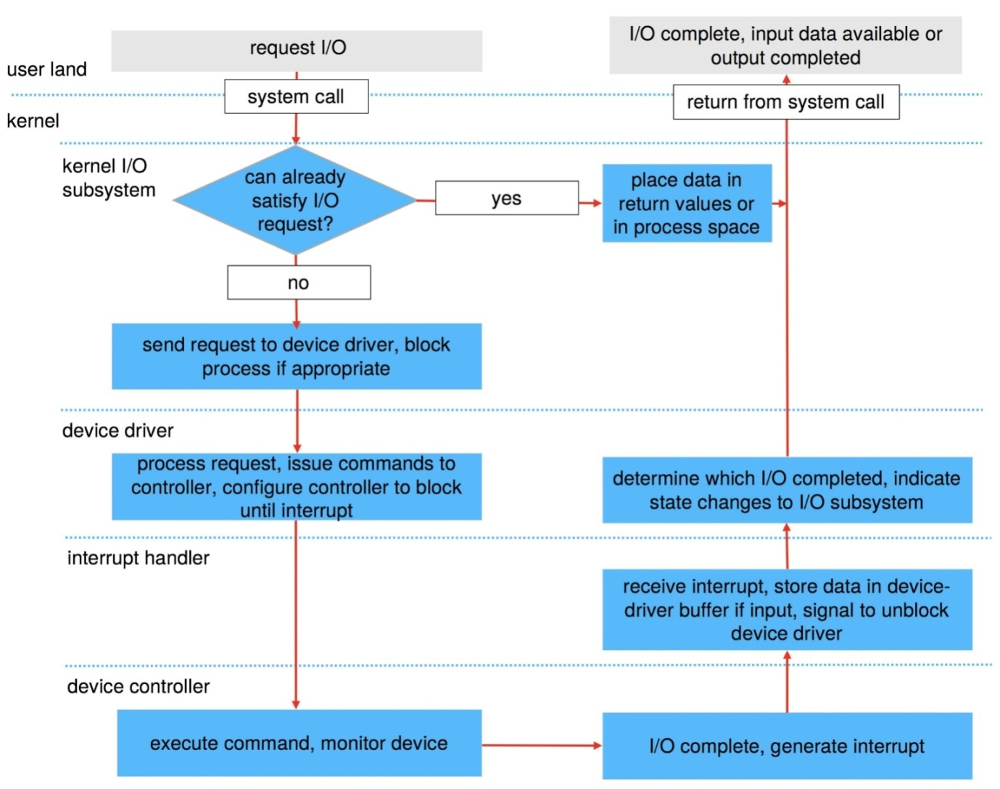 request I/O
I/O complete, input data available or
output completed
user land
system call
return from system call
kernel
kernel I/O
subsystem
can already
satisfy I/O
request?
yes
place data in
return values or
in process space
no
send request to device driver, block
process if appropriate
device driver
process request, issue commands to
controller, configure controller to block
until interrupt
determine which I/O completed, indicate
state changes to I/O subsystem
interrupt handler
receive interrupt, store data in device-
driver buffer if input, signal to unblock
device driver
device controller
execute command, monitor device
I/O complete, generate interrupt